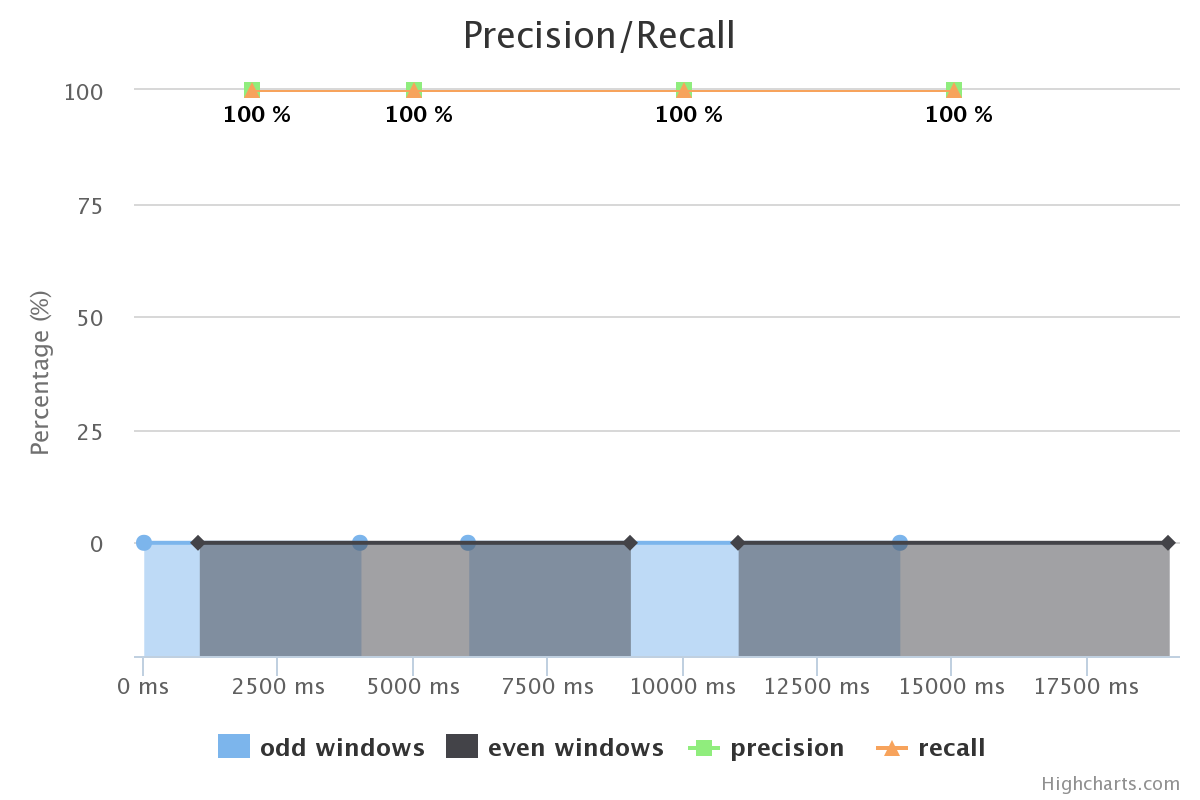 Precision/Recall
100
100 %
100 %
100 %
100 %
75
50
25
0
Percentage (%)
0 ms
2500 ms
5000 ms
7500 ms
10000 ms
12500 ms
15000 ms
17500 ms
odd windows
even windows
precision
recall
Highcharts.com